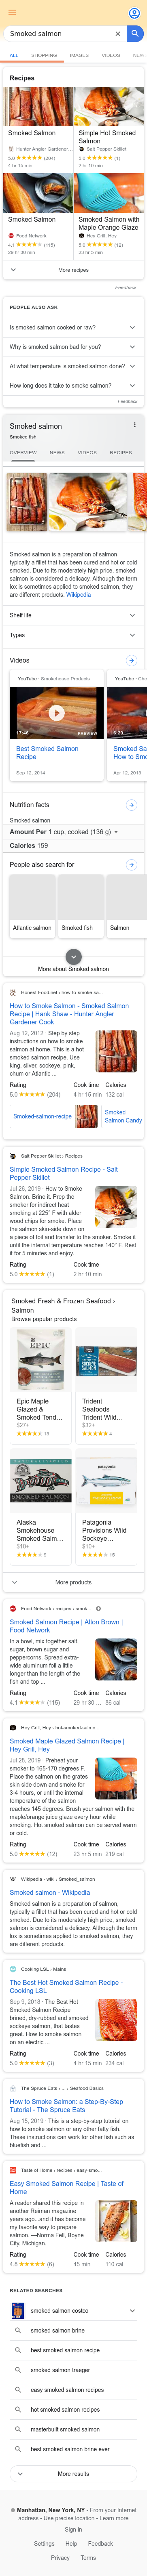 Smoked salmon
ALL SHOPPING IMAGES VIDEOS NEW
Recipes
Smoked Salmon
Hunter Angler Gardener...
5.0 (204)
4 hr 15 min
Simple Hot Smoked Salmon
Salt Pepper Skillet
5.0 (1)
2 hr 10 min
Smoked Salmon
Food Network
4.1 (115)
29 hr 30 min
Smoked Salmon with Maple Orange Glaze
Hey Grill, Hey
5.0 (12)
23 hr 5 min
More recipes
Feedback
PEOPLE ALSO ASK
Is smoked salmon cooked or raw?
Why is smoked salmon bad for you?
At what temperature is smoked salmon done?
How long does it take to smoke salmon?
Feedback
Smoked salmon
Smoked fish
OVERVIEW NEWS VIDEOS RECIPES
Smoked salmon is a preparation of salmon,
typically a fillet that has been cured and hot or cold
smoked. Due to its moderately high price, smoked
salmon is considered a delicacy. Although the term
lox is sometimes applied to smoked salmon, they
are different products. Wikipedia
Shelf life
Types
Videos
YouTube · Smokehouse Products
17:46 PREVIEW
Best Smoked Salmon
Recipe
Sep 12, 2014
YouTube · Che
6:26
Smoked Sa
How to Smo
Apr 12, 2013
Nutrition facts
Smoked salmon
Amount Per 1 cup, cooked (136 g)
Calories 159
People also search for
Atlantic salmon
Smoked fish
Salmon
More about Smoked salmon
Honest-Food.net › how-to-smoke-sa...
How to Smoke Salmon - Smoked Salmon
Recipe | Hank Shaw - Hunter Angler
Gardener Cook
Aug 12, 2012 · Step by step
instructions on how to smoke
salmon at home. This is a hot
smoked salmon recipe. Use
king, silver, sockeye, pink,
chum or Atlantic ...
Rating Cook time Calories
5.0 (204) 4 hr 15 min 132 cal
Smoked-salmon-recipe
Smoked
Salmon Candy
Salt Pepper Skillet › Recipes
Simple Smoked Salmon Recipe - Salt
Pepper Skillet
Jul 26, 2019 · How to Smoke
Salmon. Brine it. Prep the
smoker for indirect heat
smoking at 225° F with alder
wood chips for smoke. Place
the salmon skin-side down on
a piece of foil and transfer to the smoker. Smoke it
until the internal temperature reaches 140° F. Rest
it for 5 minutes and enjoy.
Rating Cook time
5.0 (1) 2 hr 10 min
Smoked Fresh & Frozen Seafood ›
Salmon
Browse popular products
EPIC
Epic Maple
Glazed &
Smoked Tend...
$27+
13
Trident
Seafoods
Trident Wild...
$32+
4
SMOKED SALMON
Alaska
Smokehouse
Smoked Salm...
$10+
9
patagonia
Patagonia
Provisions Wild
Sockeye...
$10+
15
More products
Food Network › recipes › smok...
Smoked Salmon Recipe | Alton Brown |
Food Network
In a bowl, mix together salt,
sugar, brown sugar and
peppercorns. Spread extra-
wide aluminum foil a little
longer than the length of the
fish and top ...
Rating Cook time Calories
4.1 (115) 29 hr 30 ... 86 cal
Hey Grill, Hey › hot-smoked-salmo...
Smoked Maple Glazed Salmon Recipe |
Hey Grill, Hey
Jul 28, 2019 · Preheat your
smoker to 165-170 degrees F.
Place the salmon on the grates
skin side down and smoke for
3-4 hours, or until the internal
temperature of the salmon
reaches 145 degrees. Brush your salmon with the
maple/orange juice glaze every hour while
smoked. Hot smoked salmon can be served warm
or cold.
Rating Cook time Calories
5.0 (12) 23 hr 5 min 219 cal
Wikipedia › wiki › Smoked_salmon
Smoked salmon - Wikipedia
Smoked salmon is a preparation of salmon,
typically a fillet that has been cured and hot or cold
smoked. Due to its moderately high price, smoked
salmon is considered a delicacy. Although the term
lox is sometimes applied to smoked salmon, they
are different products.
Cooking LSL › Mains
The Best Hot Smoked Salmon Recipe -
Cooking LSL
Sep 9, 2018 · The Best Hot
Smoked Salmon Recipe
brined, dry-rubbed and smoked
sockeye salmon, that tastes
great. How to smoke salmon
on an electric ...
Rating Cook time Calories
5.0 (3) 4 hr 15 min 234 cal
The Spruce Eats › ... › Seafood Basics
How to Smoke Salmon: a Step-By-Step
Tutorial - The Spruce Eats
Aug 15, 2019 · This is a step-by-step tutorial on
how to smoke salmon or any other fatty fish.
These instructions can work for other fish such as
bluefish and ...
Taste of Home › recipes › easy-smo...
Easy Smoked Salmon Recipe | Taste of
Home
A reader shared this recipe in
another Reiman magazine
years ago...and it has become
my favorite way to prepare
salmon. —Norma Fell, Boyne
City, Michigan.
Rating Cook time Calories
4.8 (6) 45 min 110 cal
RELATED SEARCHES
smoked salmon costco
smoked salmon brine
best smoked salmon recipe
smoked salmon traeger
easy smoked salmon recipes
hot smoked salmon recipes
masterbuilt smoked salmon
best smoked salmon brine ever
More results
Manhattan, New York, NY - From your Internet
address - Use precise location - Learn more
Sign in
Settings Help Feedback
Privacy Terms